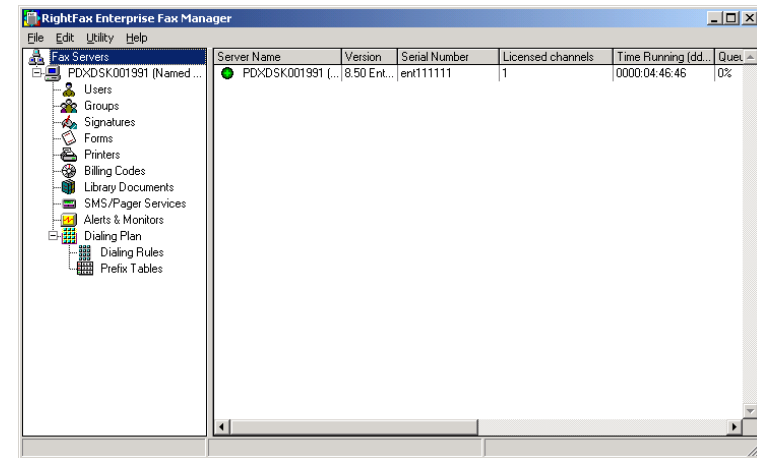 RightFax Enterprise Fax Manager
File Edit Utility Help
Fax Servers
PDXDSK001991 (Named ...
Users
Groups
Signatures
Forms
Printers
Billing Codes
Library Documents
SMS/Pager Services
Alerts & Monitors
Dialing Plan
Dialing Rules
Prefix Tables
Server Name Version Serial Number Licensed channels Time Running (dd... Queu
PDXDSK001991 (... 8.50 Ent... ent111111 1 0000:04:46:46 0%